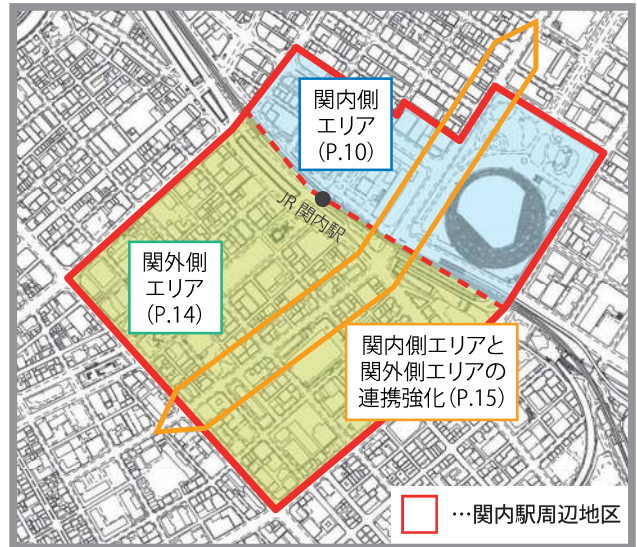 関内側
エリア
(P.10)
JR関内駅
関外側
エリア
(P.14)
関内側エリアと
関外側エリアの
連携強化(P.15)
…関内駅周辺地区